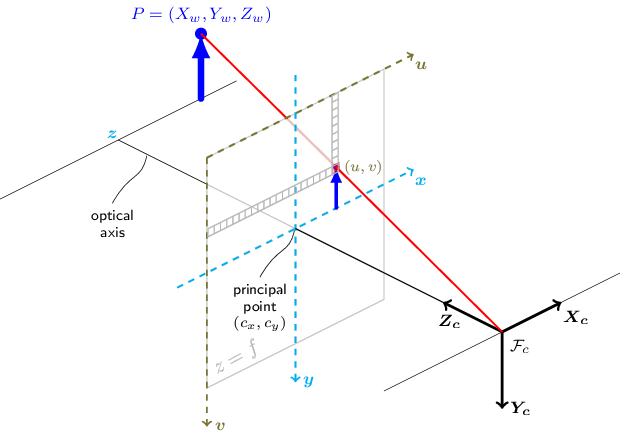 P = (X_w, Y_w, Z_w)
u
z
(u, v)
x
optical
axis
principal
point
(c_x, c_y)
Z_c
X_c
F_c
z = f
y
Y_c
v